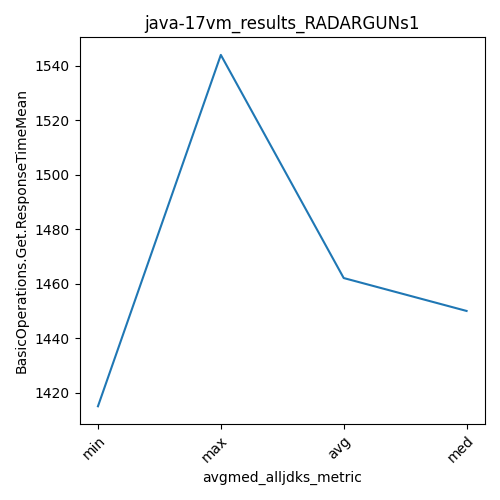 java-17vm_results_RADARGUNs1
BasicOperations.Get.ResponseTimeMean
1540
1520
1500
1480
1460
1440
1420
min
max
avg
med
avgmed_alljdks_metric